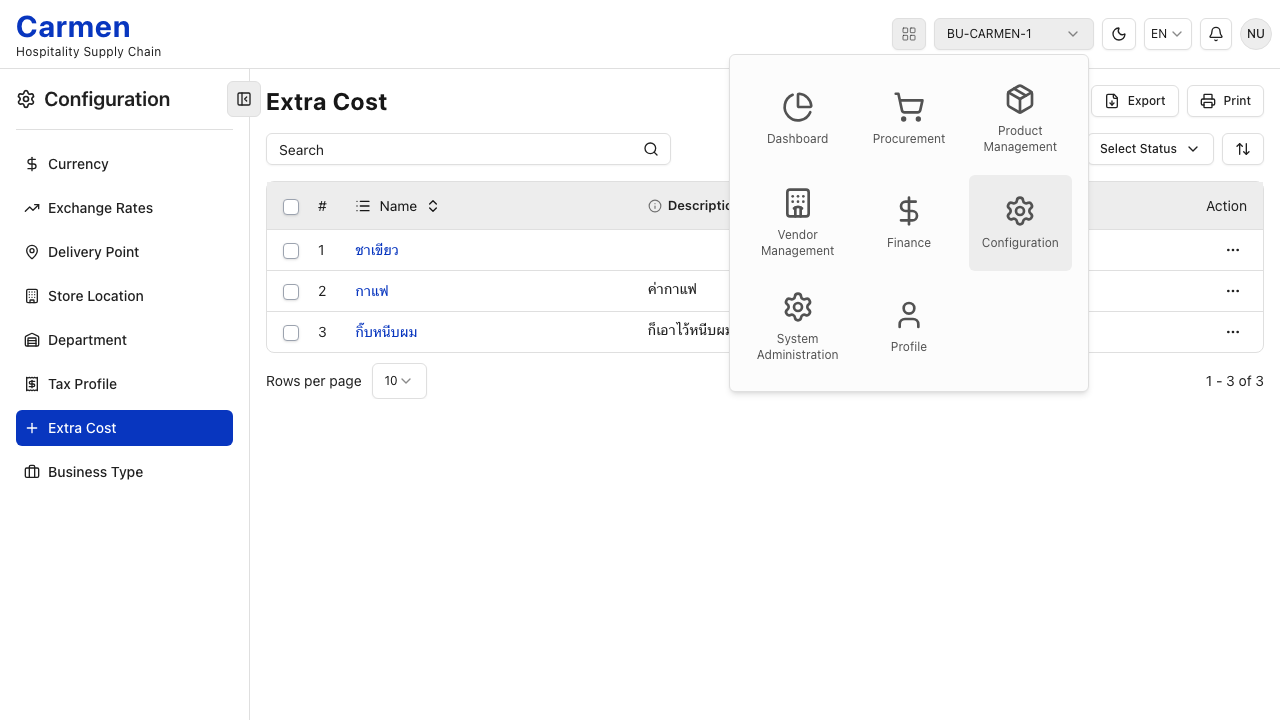 Carmen
Hospitality Supply Chain
BU-CARMEN-1
EN
NU
Configuration
Currency
Exchange Rates
Delivery Point
Store Location
Department
Tax Profile
Extra Cost
Business Type
Extra Cost
Export
Print
Search
Select Status
# Name Descriptio Action
1 ชาเขียว
2 กาแฟ ค่ากาแฟ
3 กิ๊บหนีบผม ก็เอาไว้หนีบผม
Rows per page 10
1 - 3 of 3
Dashboard
Procurement
Product
Management
Vendor
Management
Finance
Configuration
System
Administration
Profile